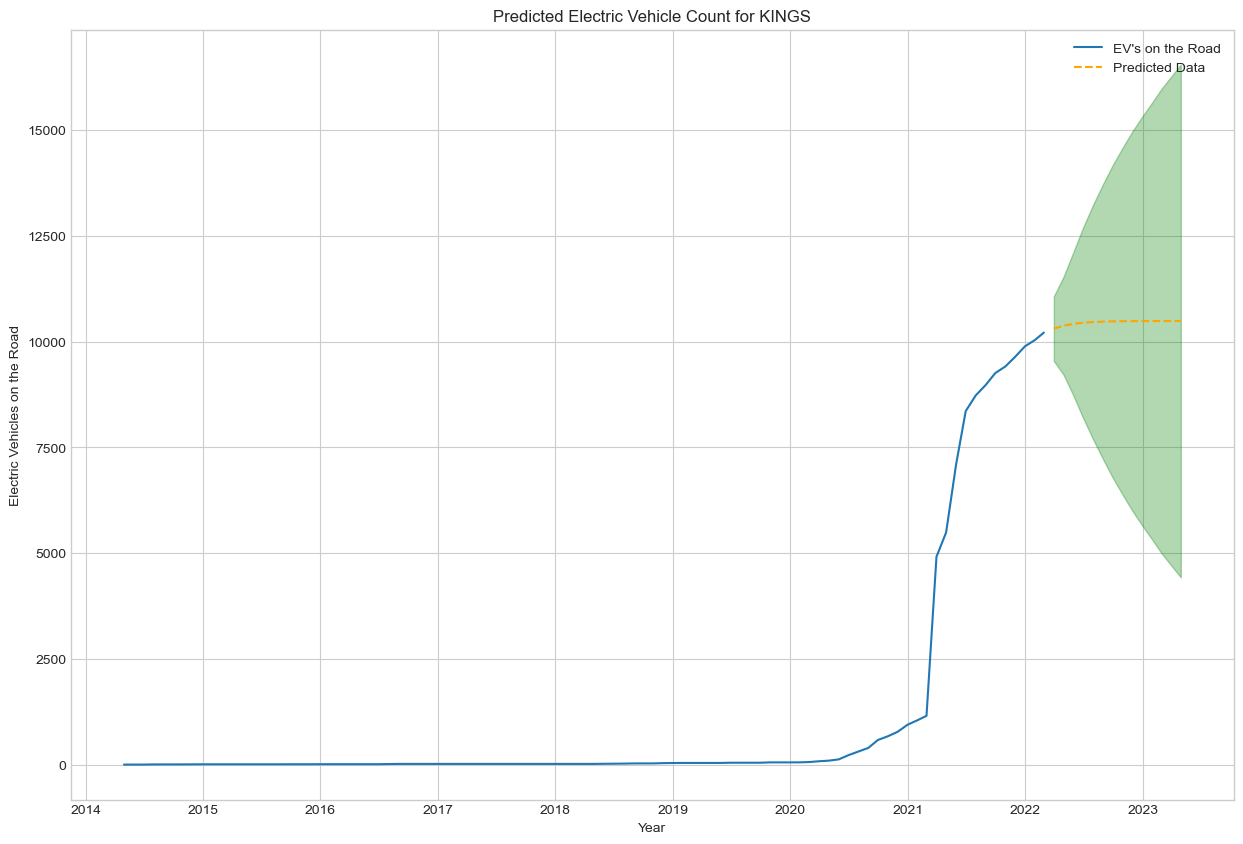 Predicted Electric Vehicle Count for KINGS
EV's on the Road
Predicted Data
Electric Vehicles on the Road
15000
12500
10000
7500
5000
2500
0
2014 2015 2016 2017 2018 2019 2020 2021 2022 2023
Year